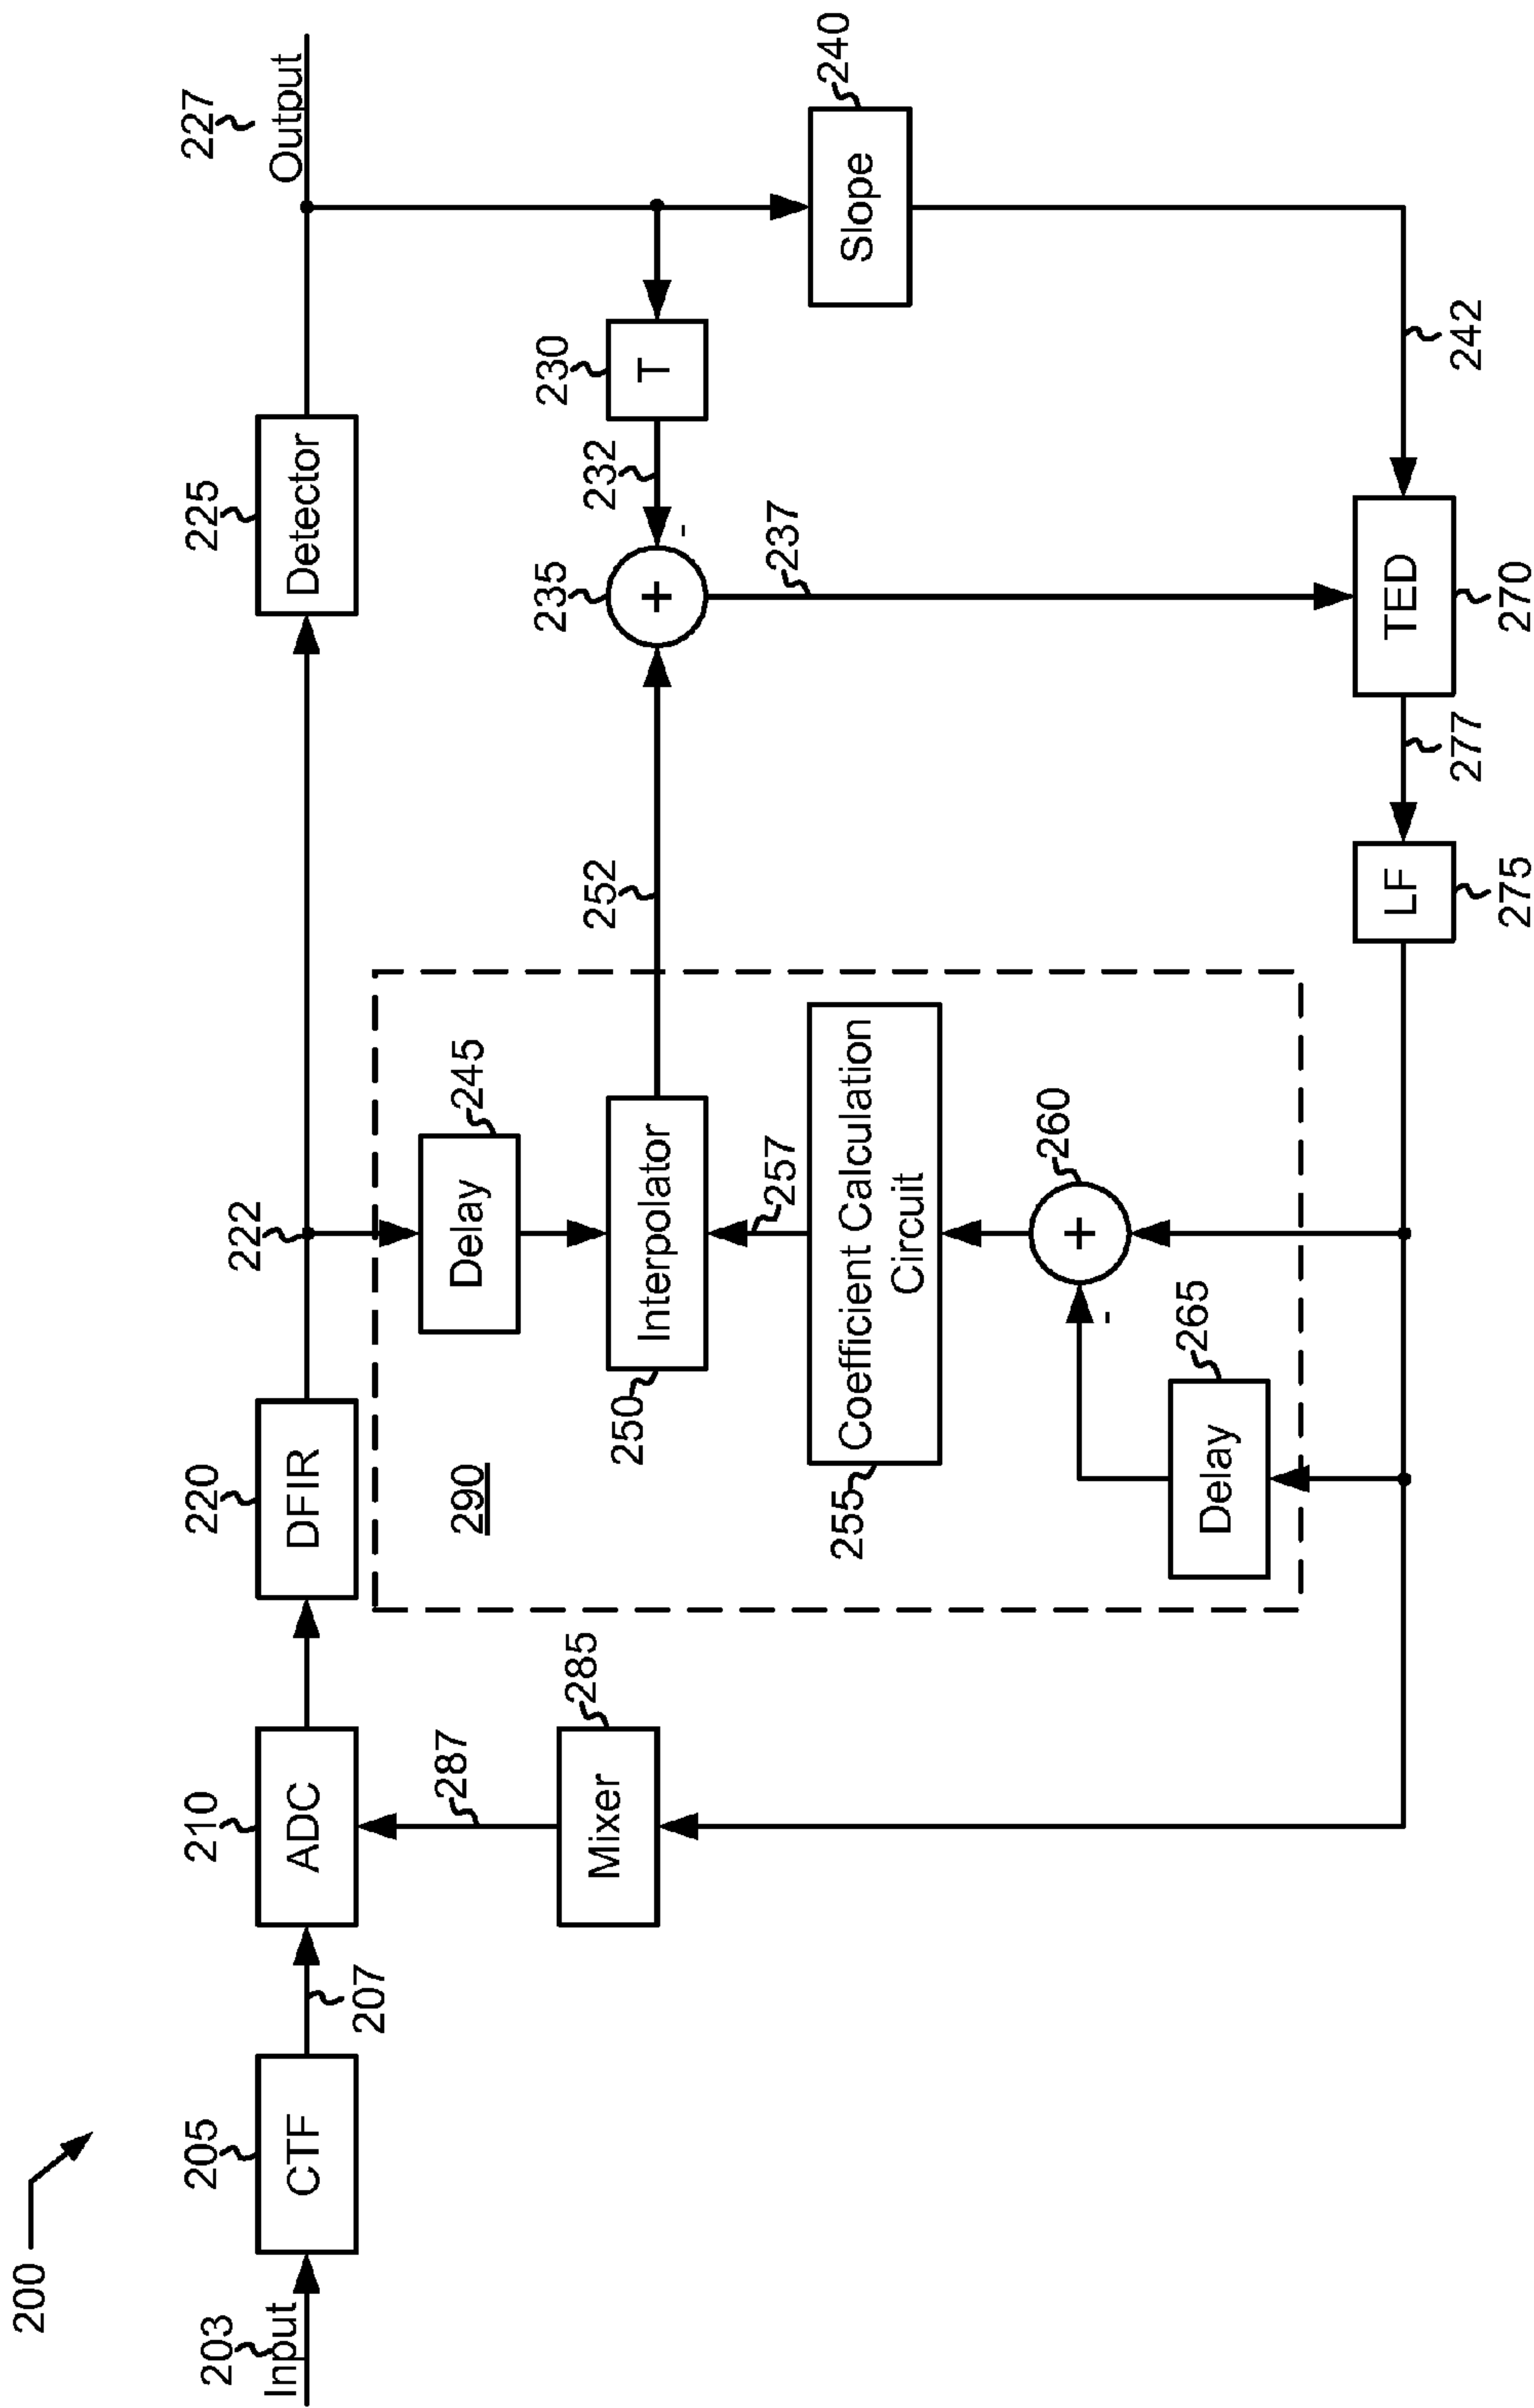 200
203
Input
205
CTF
207
210
ADC
220
DFIR
222
225
Detector
227
Output
285
Mixer
287
290
245
Delay
250
Interpolator
252
257
255
Coefficient Calculation
Circuit
260
+
-
265
Delay
235
+
-
232
230
T
237
240
Slope
242
TED
270
277
LF
275